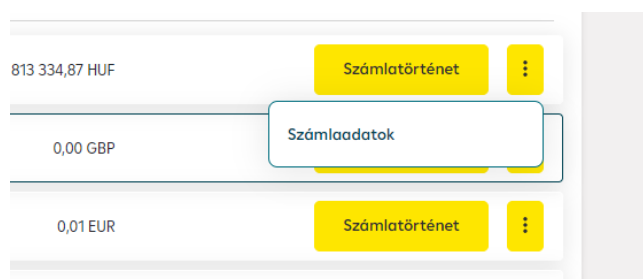 813 334,87 HUF Számlatörténet
Számlaadatok
0,00 GBP
0,01 EUR Számlatörténet